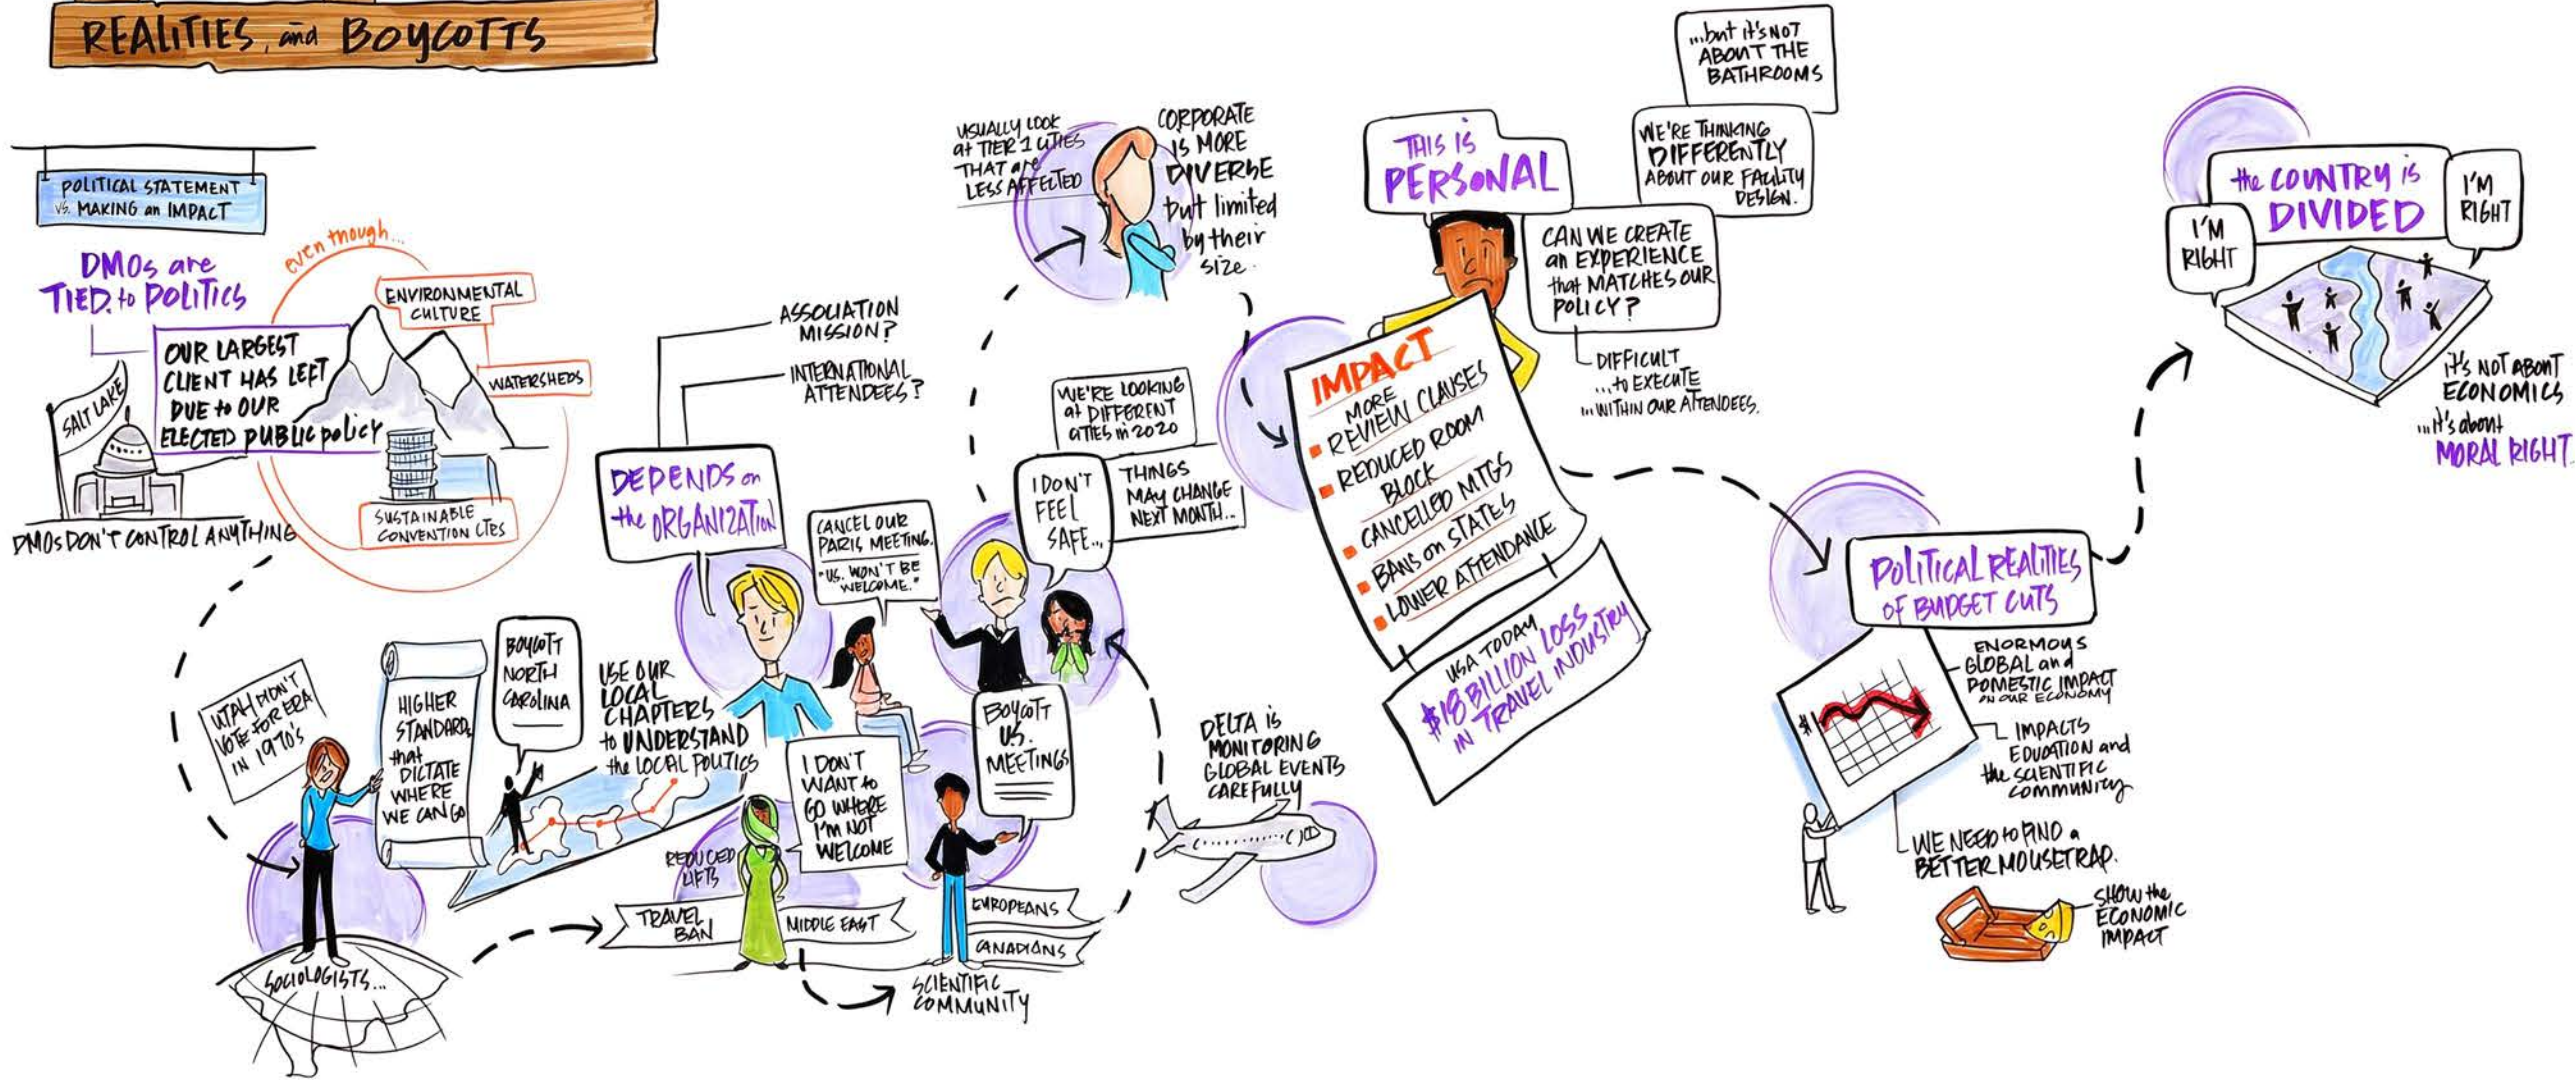 REALITIES, and BOYCOTTS
POLITICAL STATEMENT
VS. MAKING an IMPACT
DMOs are
TIED to POLITICS
even though...
ENVIRONMENTAL
CULTURE
WATERSHEDS
OUR LARGEST
CLIENT HAS LEFT
DUE to OUR
ELECTED PUBLIC POLICY
SALT LAKE
SUSTAINABLE
CONVENTION CTRS
DMOs DON'T CONTROL ANYTHING
UTAH DIDN'T
VOTE for ERA
IN 1970's
HIGHER
STANDARDS
that
DICTATE
WHERE
WE CAN GO
BOYCOTT
NORTH
CAROLINA
SOCIOLOGISTS...
USE OUR
LOCAL
CHAPTERS
to UNDERSTAND
the LOCAL POLITICS
ASSOCIATION
MISSION?
INTERNATIONAL
ATTENDEES?
DEPENDS on
the ORGANIZATION
CANCEL OUR
PARIS MEETING.
"US. WON'T BE
WELCOME."
I DON'T
WANT to
GO WHERE
I'M NOT
WELCOME
REDUCED
LIFTS
TRAVEL
BAN
MIDDLE EAST
BOYCOTT
US.
MEETINGS
EUROPEANS
CANADIANS
SCIENTIFIC
COMMUNITY
I DON'T
FEEL
SAFE...
WE'RE LOOKING
at DIFFERENT
CITIES in 2020
THINGS
MAY CHANGE
NEXT MONTH...
DELTA is
MONITORING
GLOBAL EVENTS
CAREFULLY
USUALLY LOOK
at TIER 1 CITIES
THAT are
LESS AFFECTED
CORPORATE
IS MORE
DIVERSE
but limited
by their
size.
THIS IS
PERSONAL
...but it's NOT
ABOUT THE
BATHROOMS
WE'RE THINKING
DIFFERENTLY
ABOUT OUR FACILITY
DESIGN.
CAN WE CREATE
an EXPERIENCE
that MATCHES OUR
POLICY?
DIFFICULT
...to EXECUTE
...WITHIN OUR ATTENDEES.
IMPACT
MORE
REVIEW CLAUSES
REDUCED ROOM
BLOCK
CANCELLED MTGS
BANS on STATES
LOWER ATTENDANCE
USA TODAY
$18 BILLION LOSS
IN TRAVEL INDUSTRY
POLITICAL REALITIES
OF BUDGET CUTS
$
ENORMOUS
GLOBAL and
DOMESTIC IMPACT
ON OUR ECONOMY
IMPACTS
EDUCATION and
the SCIENTIFIC
COMMUNITY
WE NEED to FIND a
BETTER MOUSETRAP.
SHOW the
ECONOMIC
IMPACT
the COUNTRY is
DIVIDED
I'M
RIGHT
I'M
RIGHT
it's NOT ABOUT
ECONOMICS
...it's about
MORAL RIGHT.